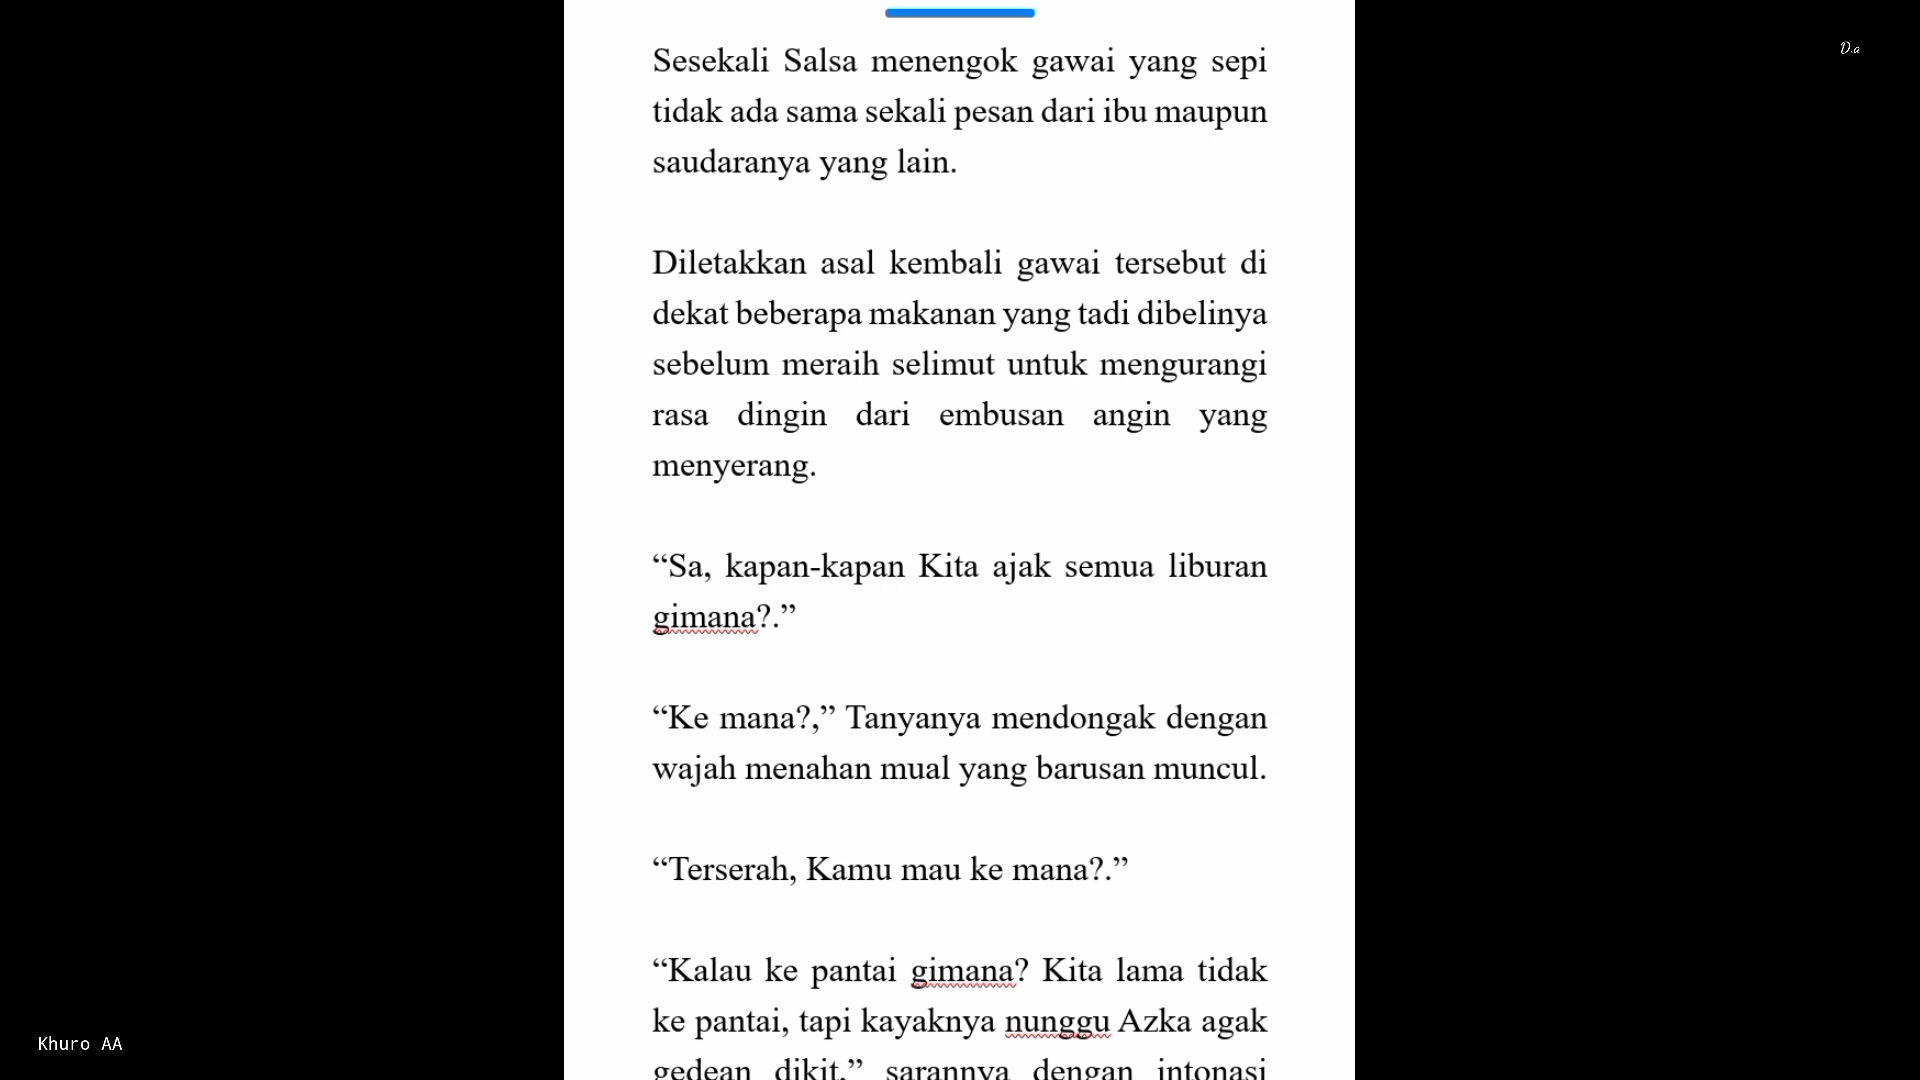 D.a
Sesekali Salsa menengok gawai yang sepi
tidak ada sama sekali pesan dari ibu maupun
saudaranya yang lain.
Diletakkan asal kembali gawai tersebut di
dekat beberapa makanan yang tadi dibelinya
sebelum meraih selimut untuk mengurangi
rasa dingin dari embusan angin yang
menyerang.
“Sa, kapan-kapan Kita ajak semua liburan
gimana?.”
“Ke mana?,” Tanyanya mendongak dengan
wajah menahan mual yang barusan muncul.
“Terserah, Kamu mau ke mana?.”
“Kalau ke pantai gimana? Kita lama tidak
ke pantai, tapi kayaknya nunggu Azka agak
gedean dikit,” sarannya dengan intonasi
Khuro AA